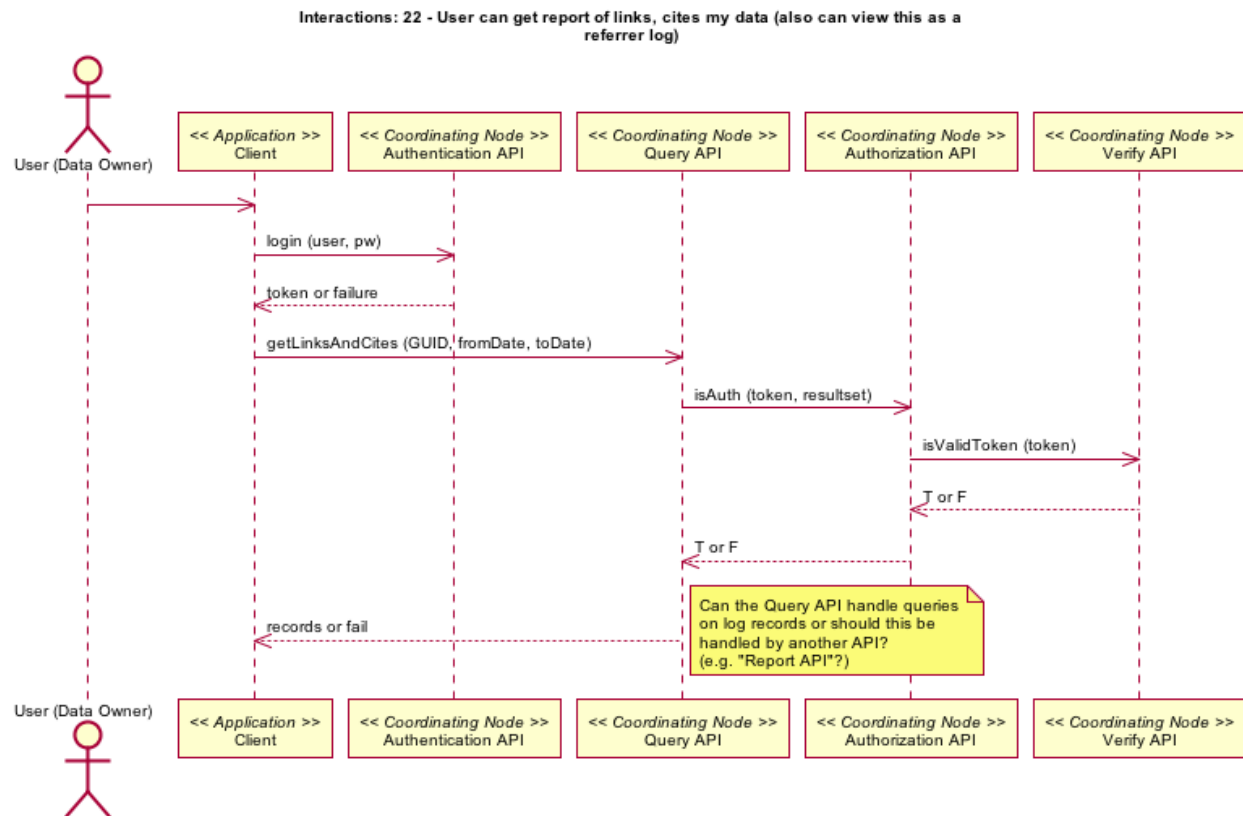 Interactions: 22 - User can get report of links, cites my data (also can view this as a
referrer log)
User (Data Owner)
<< Application >>
Client
<< Coordinating Node >>
Authentication API
<< Coordinating Node >>
Query API
<< Coordinating Node >>
Authorization API
<< Coordinating Node >>
Verify API
login (user, pw)
token or failure
getLinksAndCites (GUID, fromDate, toDate)
isAuth (token, resultset)
isValidToken (token)
T or F
T or F
Can the Query API handle queries
on log records or should this be
handled by another API?
(e.g. "Report API"?)
records or fail
User (Data Owner)
<< Application >>
Client
<< Coordinating Node >>
Authentication API
<< Coordinating Node >>
Query API
<< Coordinating Node >>
Authorization API
<< Coordinating Node >>
Verify API